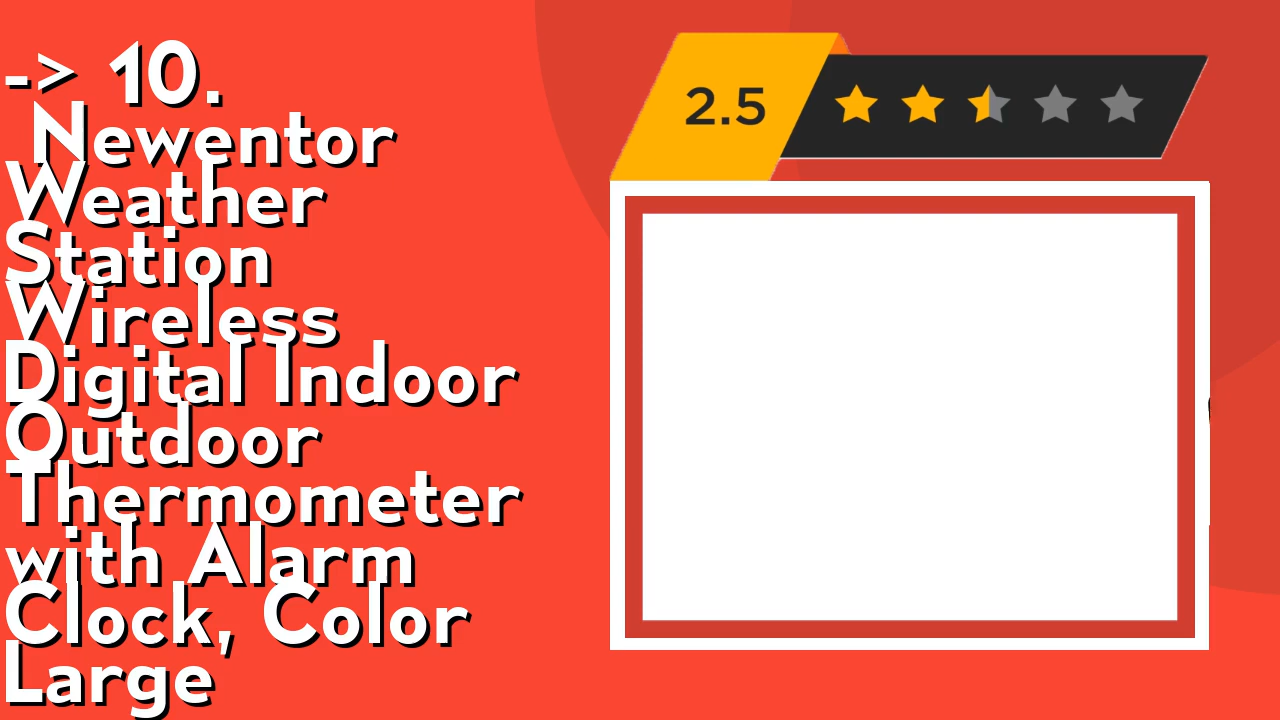 -> 10.
Newentor
Weather
Station
Wireless
Digital Indoor
Outdoor
Thermometer
with Alarm
Clock, Color
Large
2.5